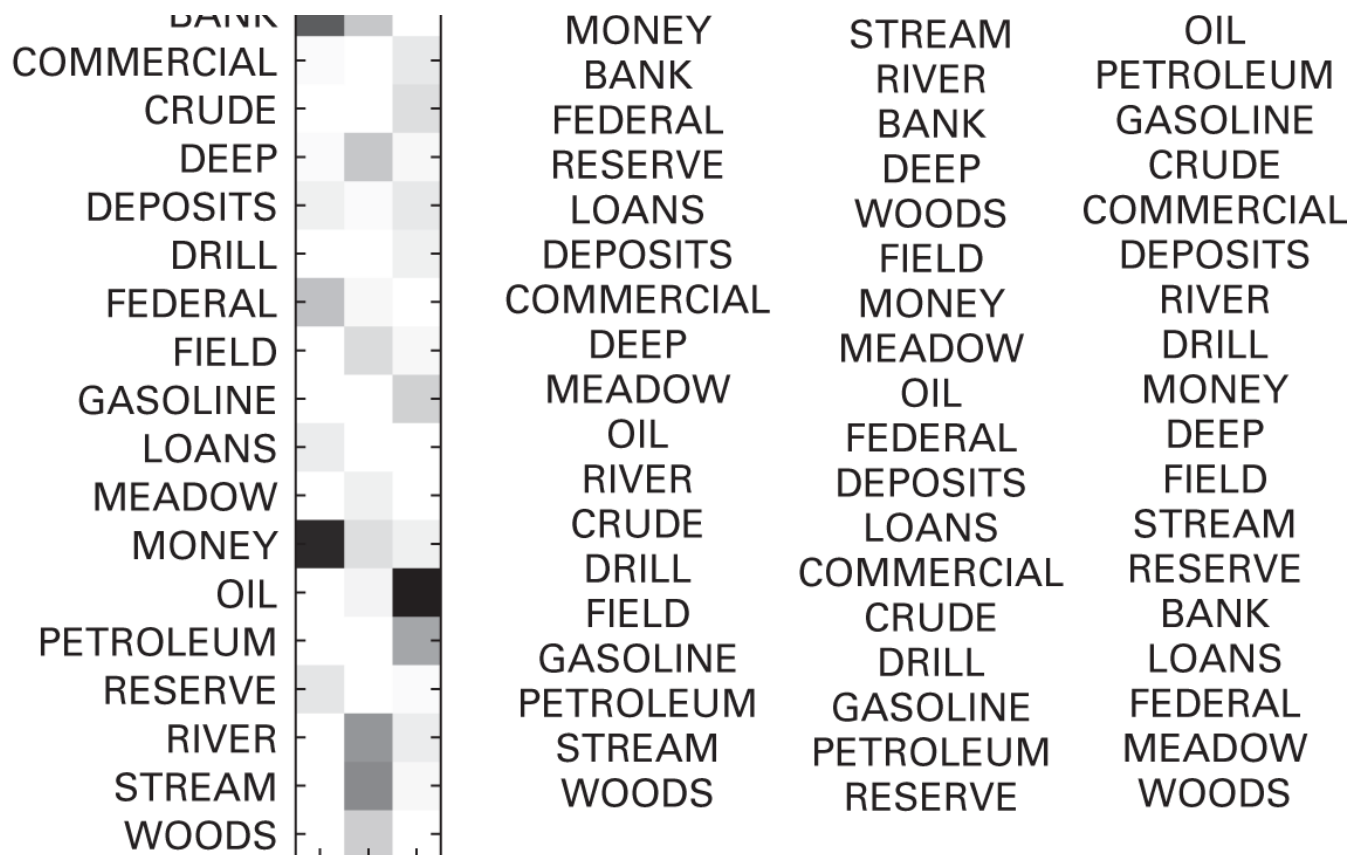 BANK
COMMERCIAL
CRUDE
DEEP
DEPOSITS
DRILL
FEDERAL
FIELD
GASOLINE
LOANS
MEADOW
MONEY
OIL
PETROLEUM
RESERVE
RIVER
STREAM
WOODS
MONEY
BANK
FEDERAL
RESERVE
LOANS
DEPOSITS
COMMERCIAL
DEEP
MEADOW
OIL
RIVER
CRUDE
DRILL
FIELD
GASOLINE
PETROLEUM
STREAM
WOODS
STREAM
RIVER
BANK
DEEP
WOODS
FIELD
MONEY
MEADOW
OIL
FEDERAL
DEPOSITS
LOANS
COMMERCIAL
CRUDE
DRILL
GASOLINE
PETROLEUM
RESERVE
OIL
PETROLEUM
GASOLINE
CRUDE
COMMERCIAL
DEPOSITS
RIVER
DRILL
MONEY
DEEP
FIELD
STREAM
RESERVE
BANK
LOANS
FEDERAL
MEADOW
WOODS